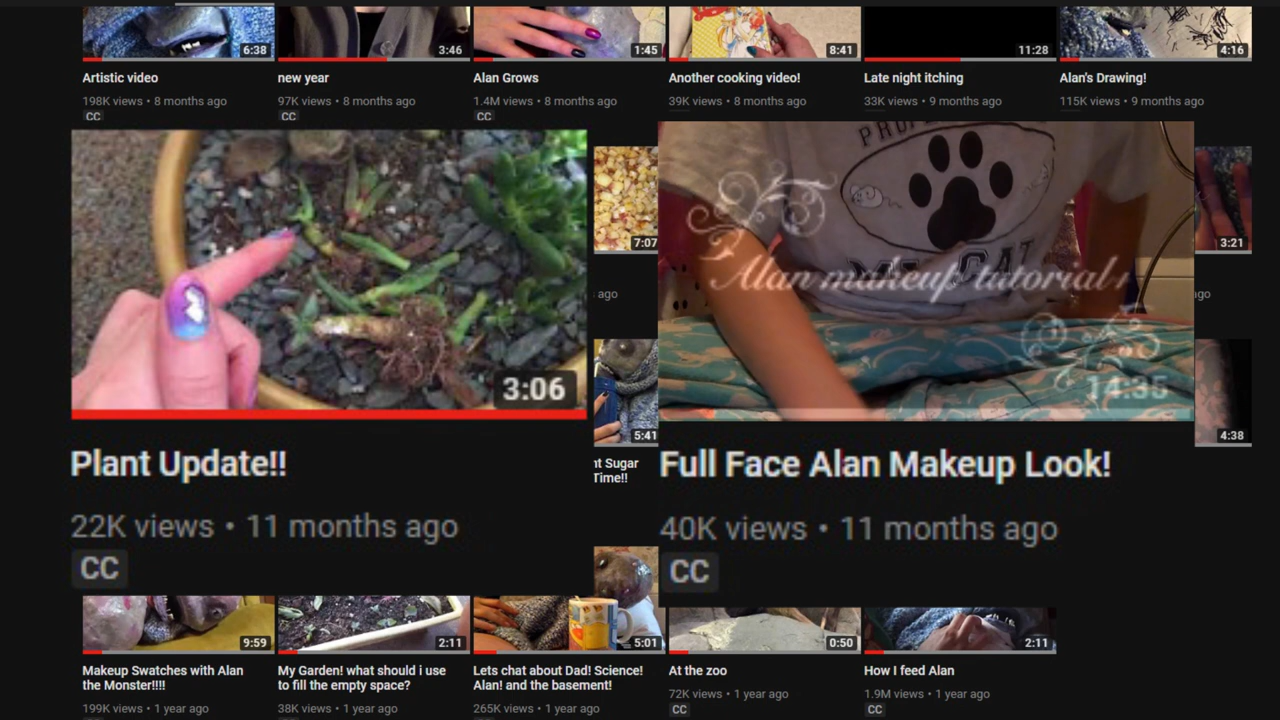 6:38
3:46
1:45
8:41
11:28
4:16
Artistic video
new year
Alan Grows
Another cooking video!
Late night itching
Alan's Drawing!
198K views • 8 months ago
97K views • 8 months ago
1.4M views • 8 months ago
39K views • 8 months ago
33K views • 9 months ago
115K views • 9 months ago
CC
CC
CC
7:07
3:21
Alan makeup tutorial
ago
ago
3:06
14:35
5:41
4:38
Plant Update!!
nt Sugar
Time!!
Full Face Alan Makeup Look!
22K views • 11 months ago
40K views • 11 months ago
CC
CC
9:59
2:11
5:01
0:50
2:11
Makeup Swatches with Alan
the Monster!!!!
My Garden! what should i use
to fill the empty space?
Lets chat about Dad! Science!
Alan! and the basement!
At the zoo
How I feed Alan
199K views • 1 year ago
38K views • 1 year ago
265K views • 1 year ago
72K views • 1 year ago
1.9M views • 1 year ago
CC
CC